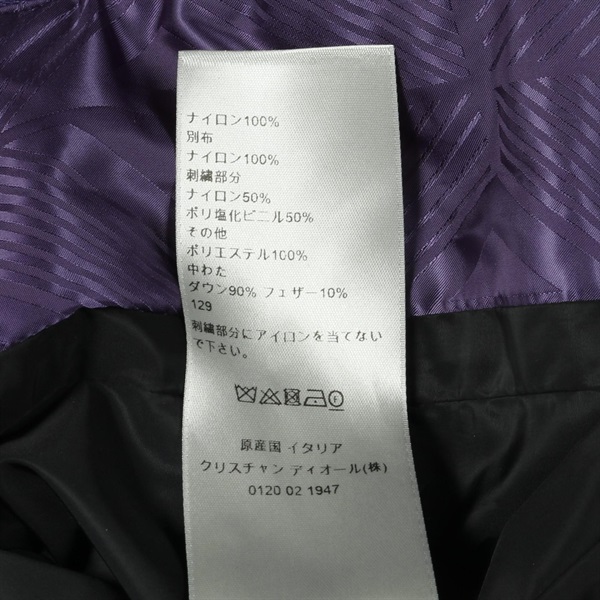 ナイロン100%
別布
ナイロン100%
刺繍部分
ナイロン50%
ポリ塩化ビニル50%
その他
ポリエステル100%
中わた
ダウン90% フェザー10%
129
刺繍部分にアイロンを当てない
で下さい。
原産国 イタリア
クリスチャン ディオール(株)
0120 02 1947